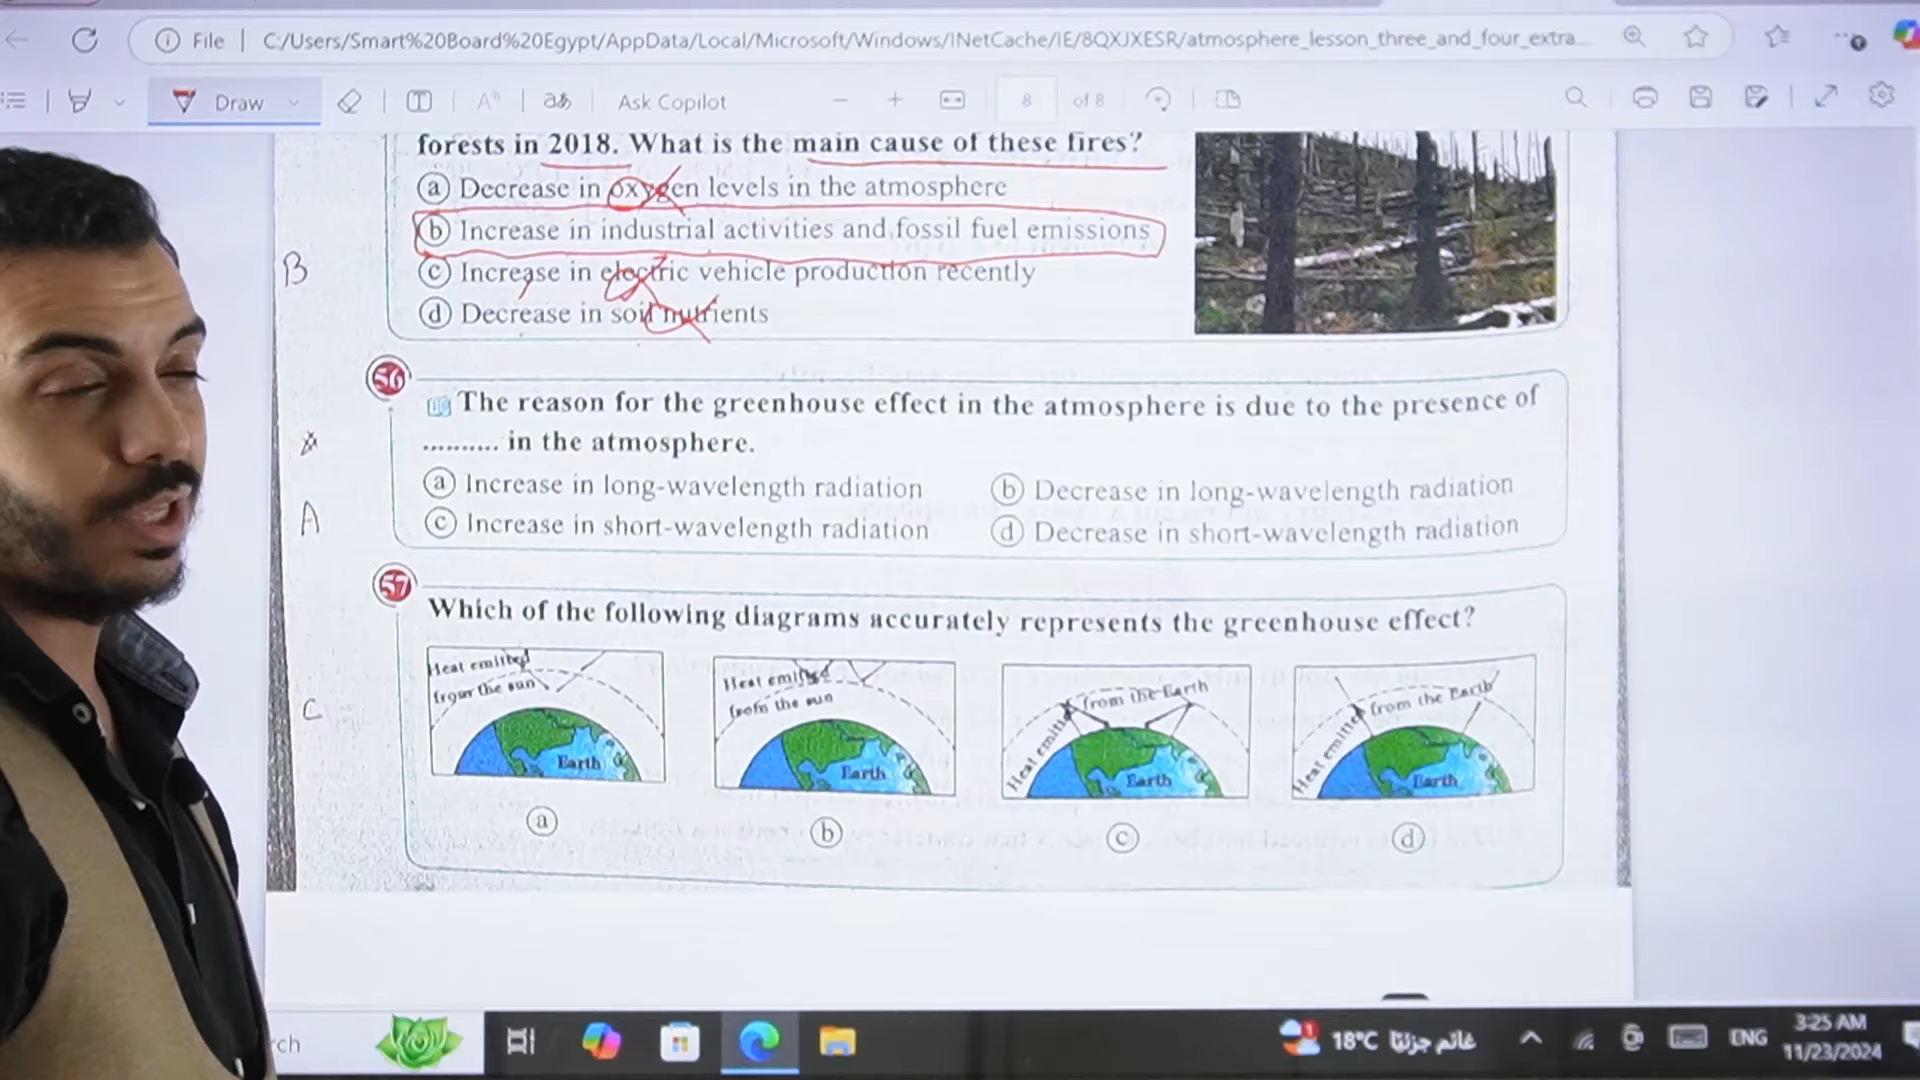 File | C:/Users/Smart%20Board%20Egypt/AppData/Local/Microsoft/Windows/INetCache/IE/8QXJXESR/atmosphere_lesson_three_and_four_extra...
Draw
Ask Copilot
8 of 8
forests in 2018. What is the main cause of these fires?
a Decrease in oxygen levels in the atmosphere
b Increase in industrial activities and fossil fuel emissions
B
c Increase in electric vehicle production recently
d Decrease in soil nutrients
56
The reason for the greenhouse effect in the atmosphere is due to the presence of
.......... in the atmosphere.
a Increase in long-wavelength radiation
b Decrease in long-wavelength radiation
A
c Increase in short-wavelength radiation
d Decrease in short-wavelength radiation
57
Which of the following diagrams accurately represents the greenhouse effect?
C
Heat emitted
from the sun
Earth
a
Heat emitted
from the sun
Earth
b
Heat emitted from the Earth
Earth
c
Heat emitted from the Earth
Earth
d
rch
1
18°C غائم جزئيًا
ENG
3:25 AM
11/23/2024